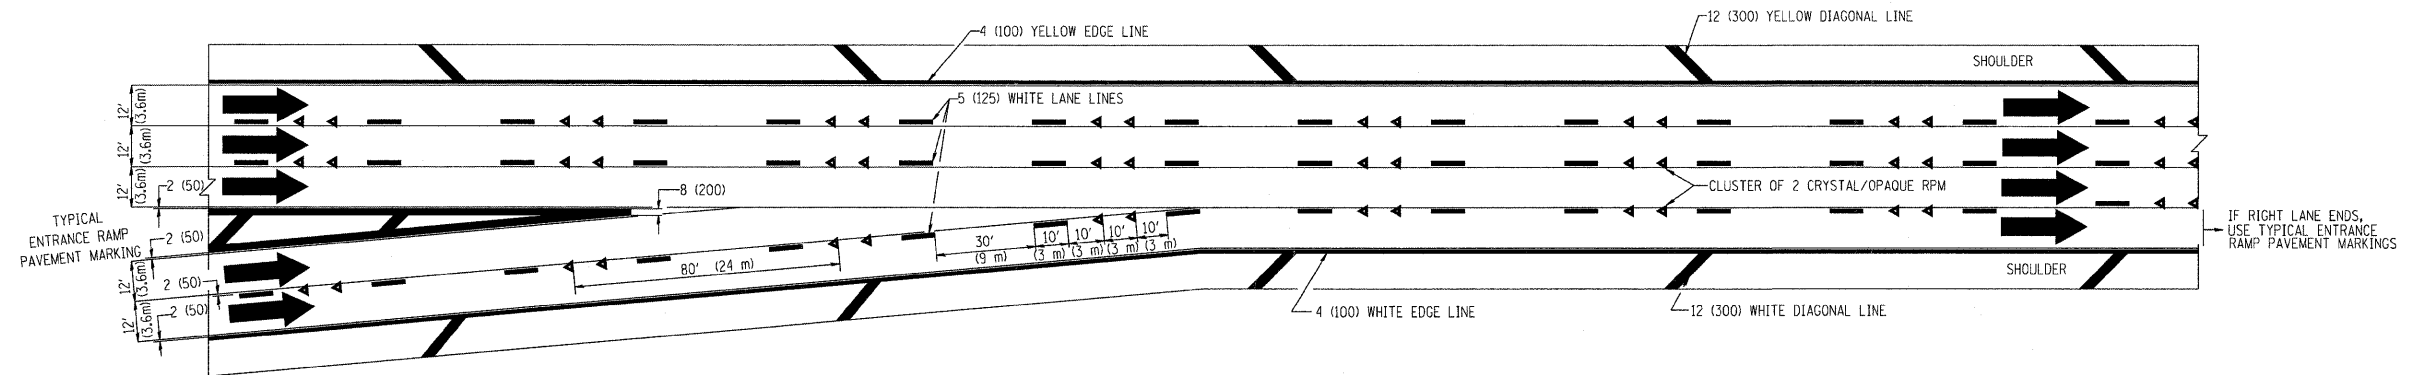 12 (300) YELLOW DIAGONAL LINE
4 (100) YELLOW EDGE LINE
SHOULDER
12'
(3.6m)
5 (125) WHITE LANE LINES
12'
(3.6m)
12'
(3.6m)
2 (50)
8 (200)
CLUSTER OF 2 CRYSTAL/OPAQUE RPM
TYPICAL
ENTRANCE RAMP
PAVEMENT MARKING
2 (50)
IF RIGHT LANE ENDS,
USE TYPICAL ENTRANCE
RAMP PAVEMENT MARKINGS
30'
(9 m)
10'
(3 m)
10'
(3 m)
10'
(3 m)
10'
(3 m)
80' (24 m)
12'
(3.6m)
2 (50)
SHOULDER
12'
(3.6m)
2 (50)
4 (100) WHITE EDGE LINE
12 (300) WHITE DIAGONAL LINE